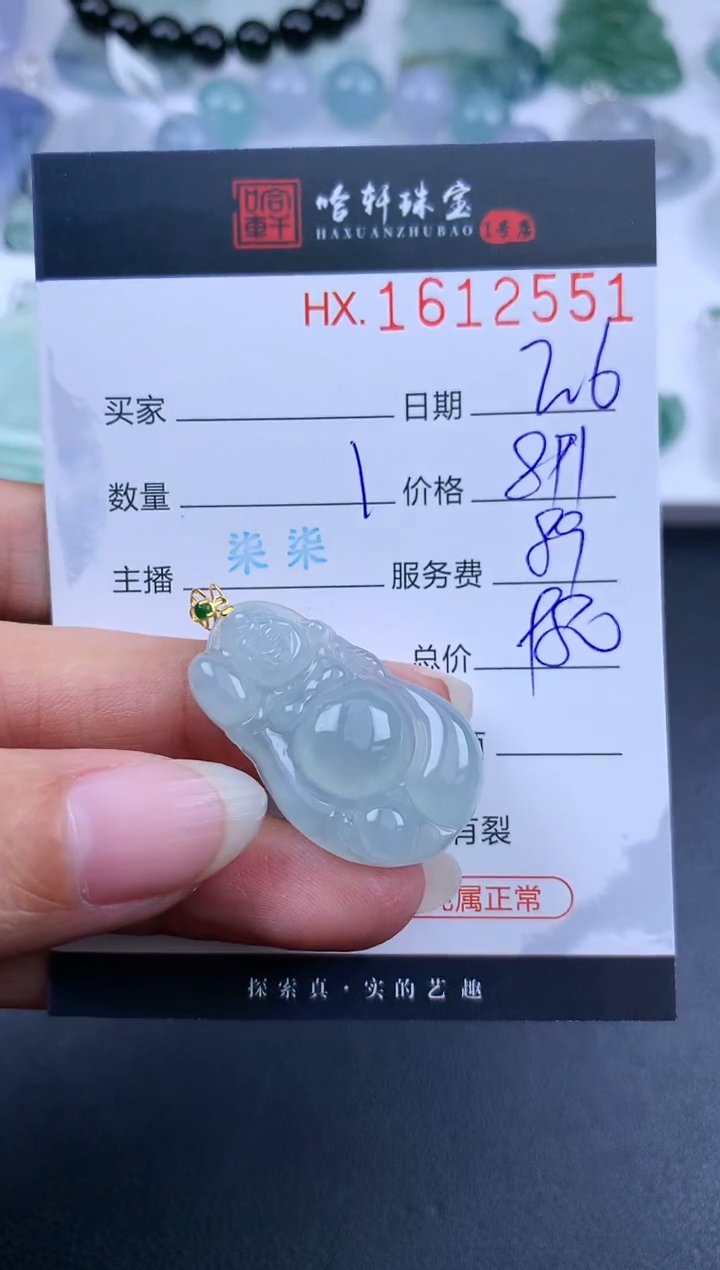 哈轩珠宝
HAXUANZHUBAO 1号店
HX.1612551
买家 日期 26
数量 1 价格 891
主播 柒柒 服务费 89
总价 980
有裂
属正常
探索真·实的艺趣